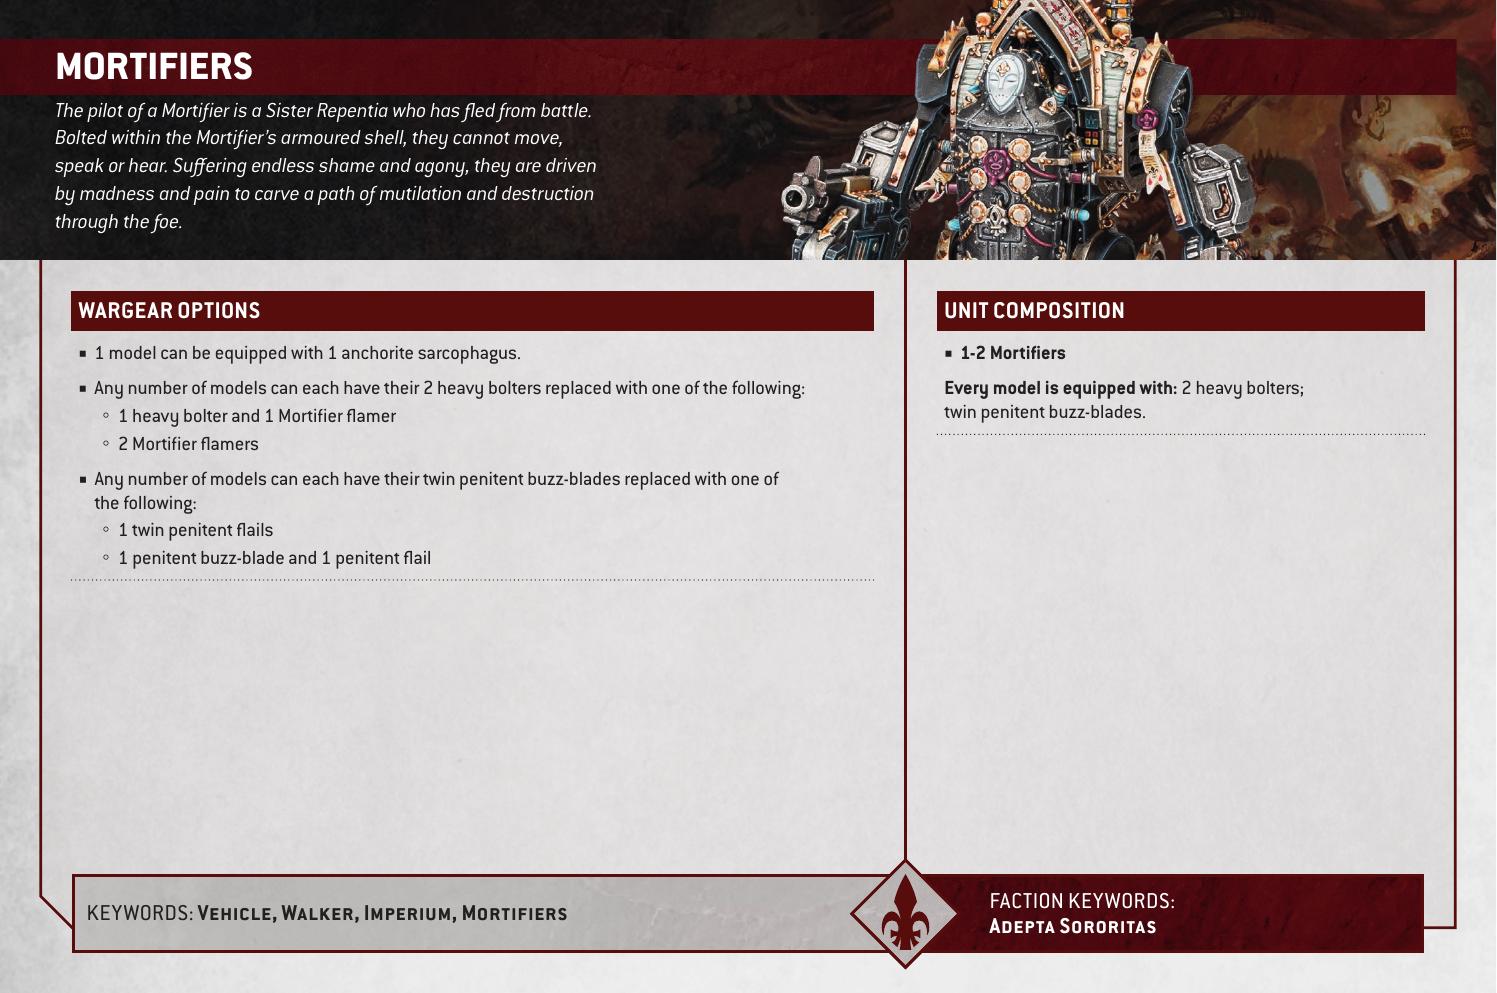 MORTIFIERS
The pilot of a Mortifier is a Sister Repentia who has fled from battle.
Bolted within the Mortifier’s armoured shell, they cannot move,
speak or hear. Suffering endless shame and agony, they are driven
by madness and pain to carve a path of mutilation and destruction
through the foe.
WARGEAR OPTIONS
▪ 1 model can be equipped with 1 anchorite sarcophagus.
▪ Any number of models can each have their 2 heavy bolters replaced with one of the following:
◦ 1 heavy bolter and 1 Mortifier flamer
◦ 2 Mortifier flamers
▪ Any number of models can each have their twin penitent buzz-blades replaced with one of
the following:
◦ 1 twin penitent flails
◦ 1 penitent buzz-blade and 1 penitent flail
UNIT COMPOSITION
▪ 1-2 Mortifiers
Every model is equipped with: 2 heavy bolters;
twin penitent buzz-blades.
KEYWORDS: Vehicle, Walker, Imperium, Mortifiers
FACTION KEYWORDS:
Adepta Sororitas